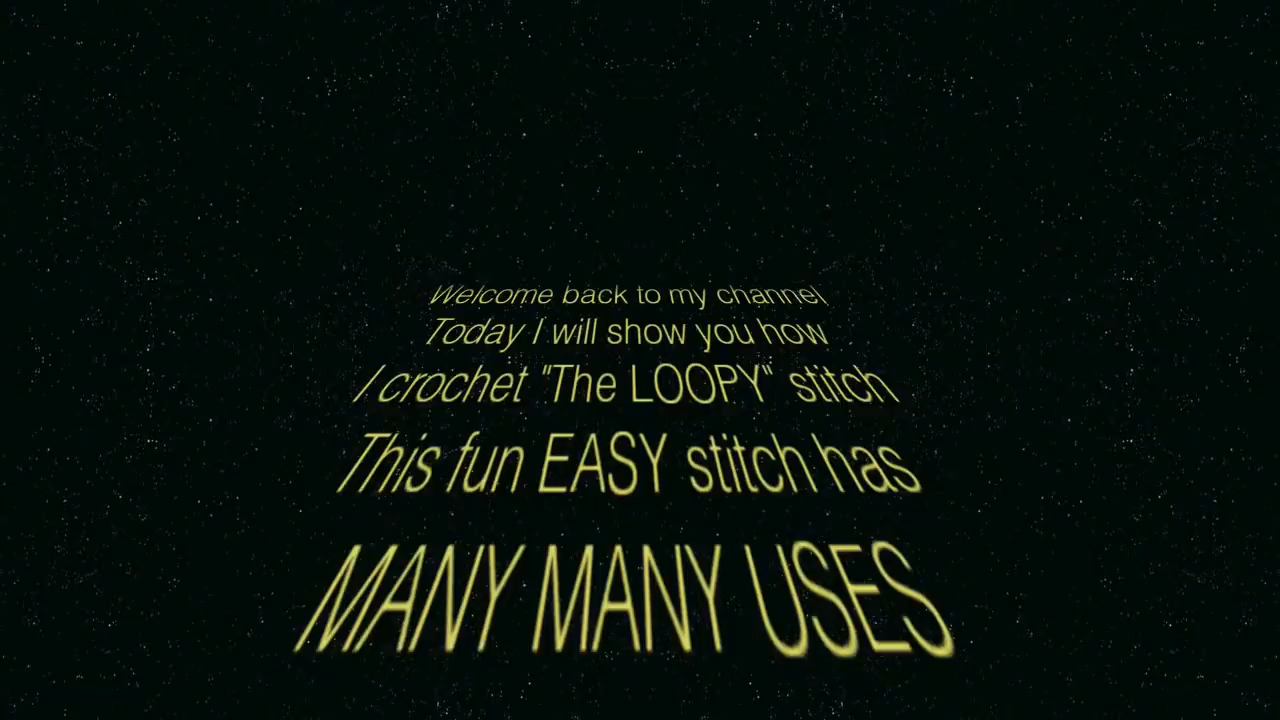 Welcome back to my channel
Today I will show you how
I crochet "The LOOPY" stitch
This fun EASY stitch has
MANY MANY USES